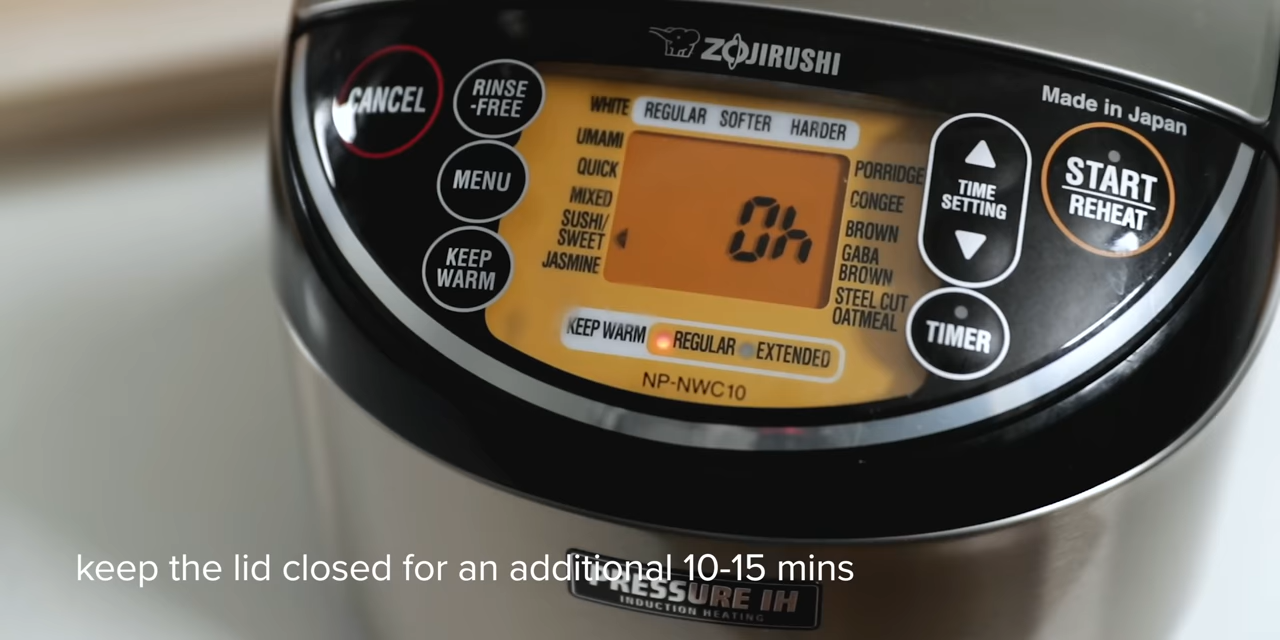 ZOJIRUSHI
Made in Japan
CANCEL
RINSE
-FREE
MENU
KEEP
WARM
WHITE REGULAR SOFTER HARDER
UMAMI
QUICK
MIXED
SUSHI/
SWEET
JASMINE
0h
PORRIDGE
CONGEE
BROWN
GABA
BROWN
STEEL CUT
OATMEAL
KEEP WARM REGULAR EXTENDED
NP-NWC10
TIME
SETTING
START
REHEAT
TIMER
keep the lid closed for an additional 10-15 mins
PRESSURE IH
INDUCTION HEATING